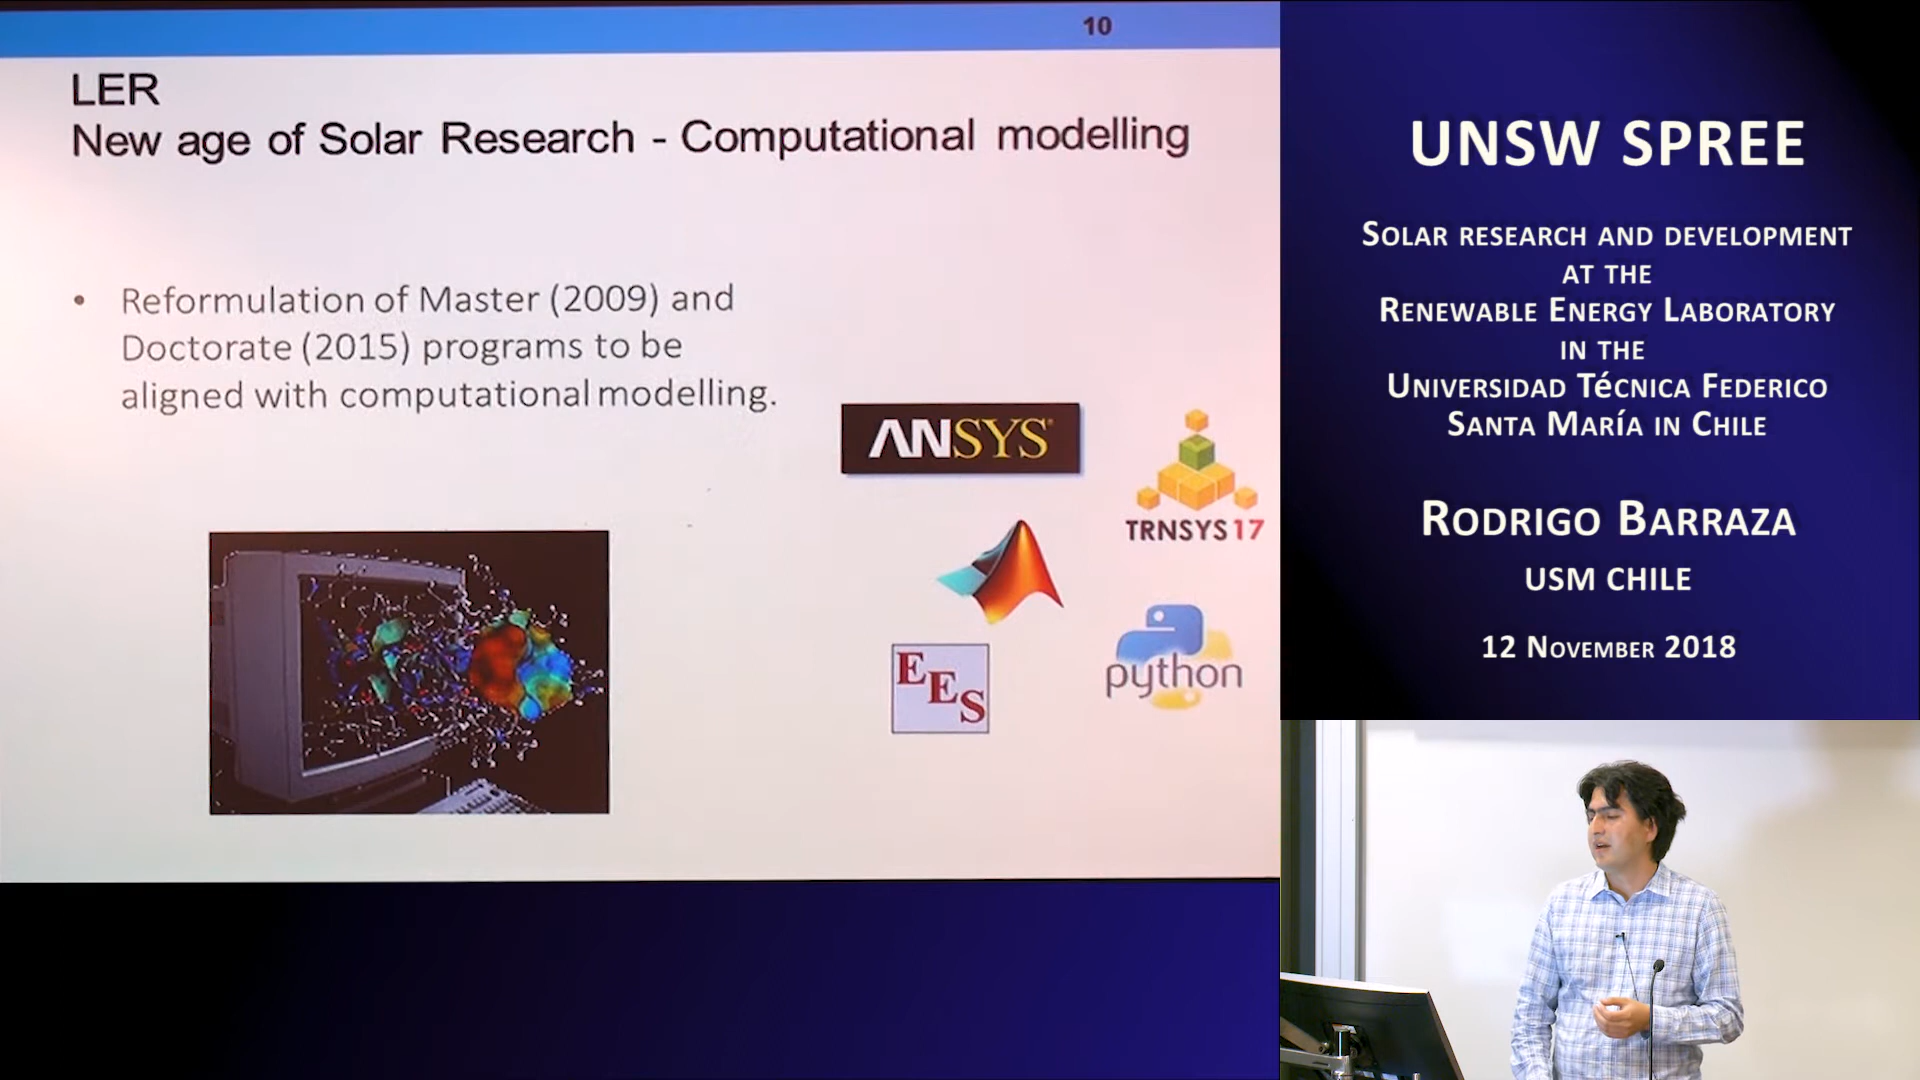 10
LER
New age of Solar Research - Computational modelling
• Reformulation of Master (2009) and
Doctorate (2015) programs to be
aligned with computational modelling.
ANSYS
TRNSYS 17
EES
python
UNSW SPREE
SOLAR RESEARCH AND DEVELOPMENT
AT THE
RENEWABLE ENERGY LABORATORY
IN THE
UNIVERSIDAD TéCNICA FEDERICO
SANTA MARíA IN CHILE
RODRIGO BARRAZA
USM CHILE
12 NOVEMBER 2018